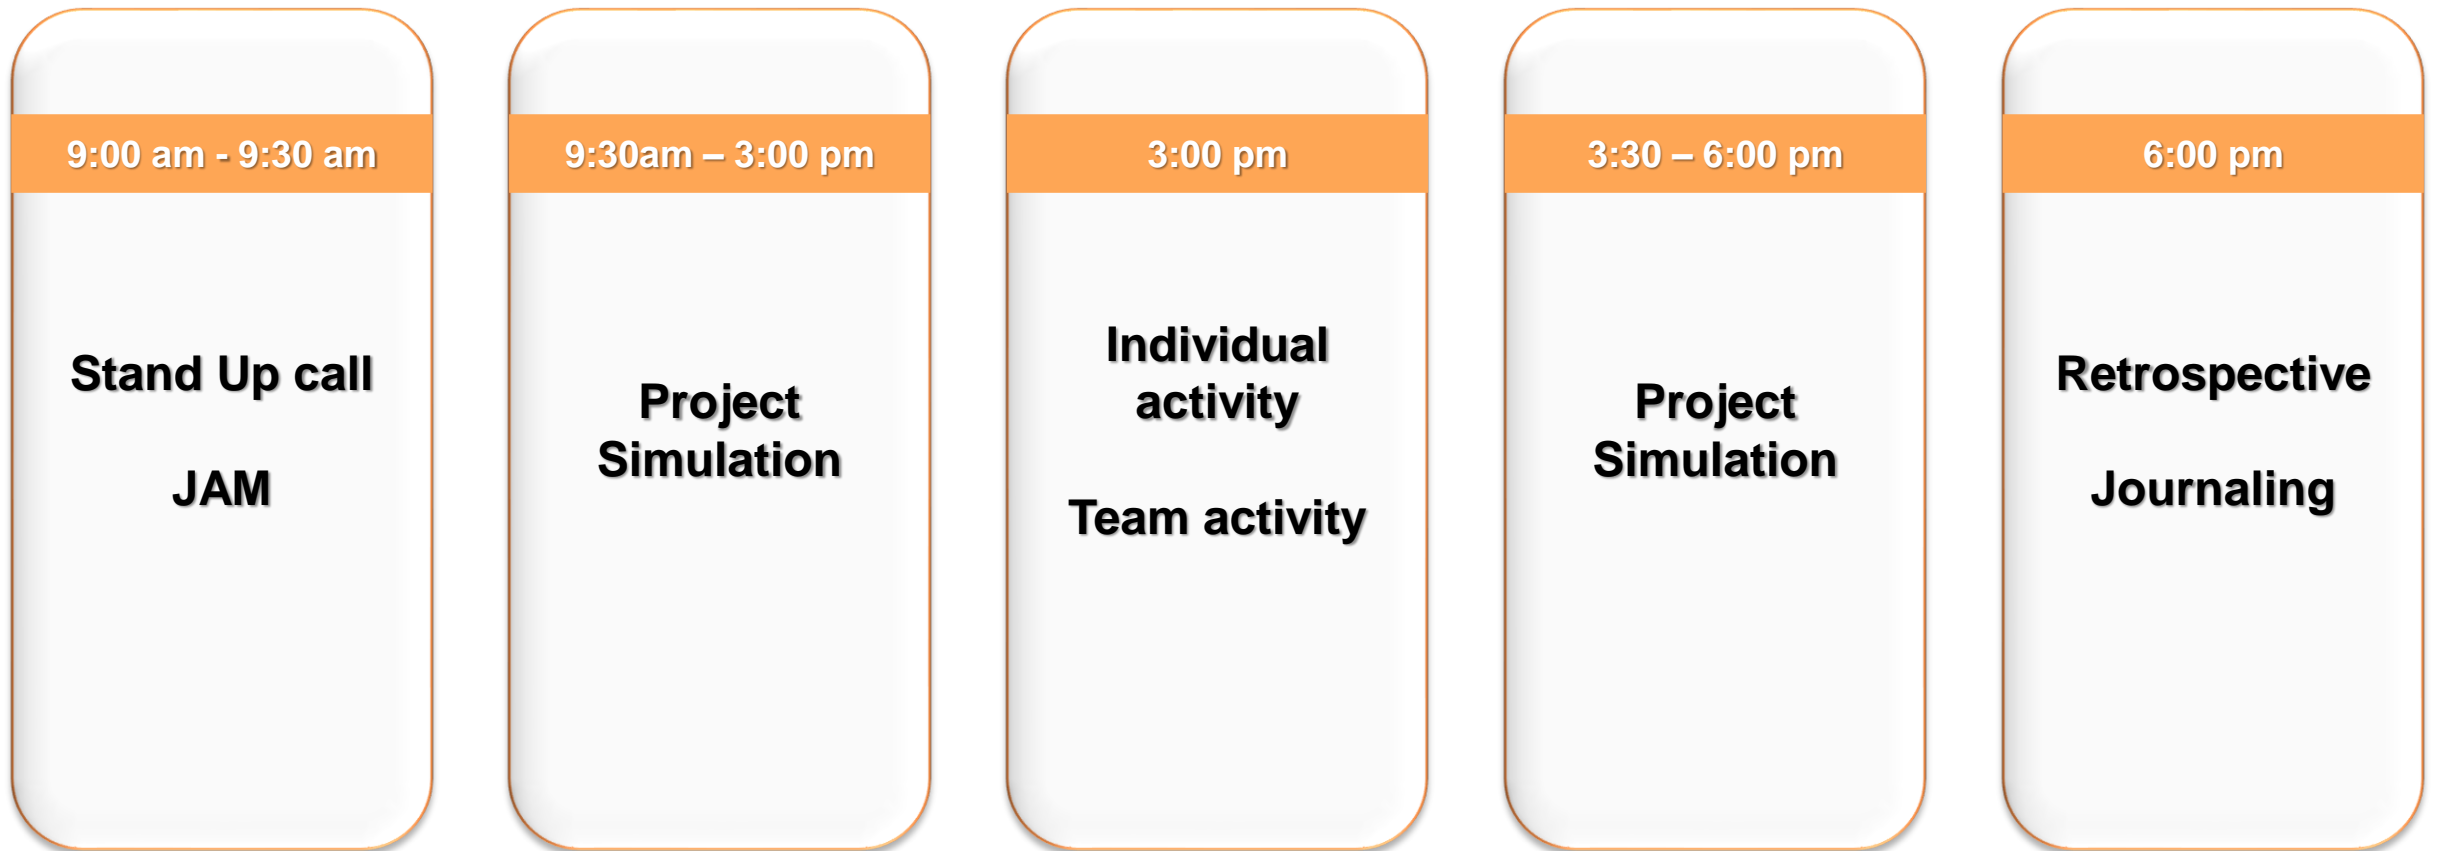 9:00 am - 9:30 am
Stand Up call
JAM
9:30am – 3:00 pm
Project
Simulation
3:00 pm
Individual
activity
Team activity
3:30 – 6:00 pm
Project
Simulation
6:00 pm
Retrospective
Journaling